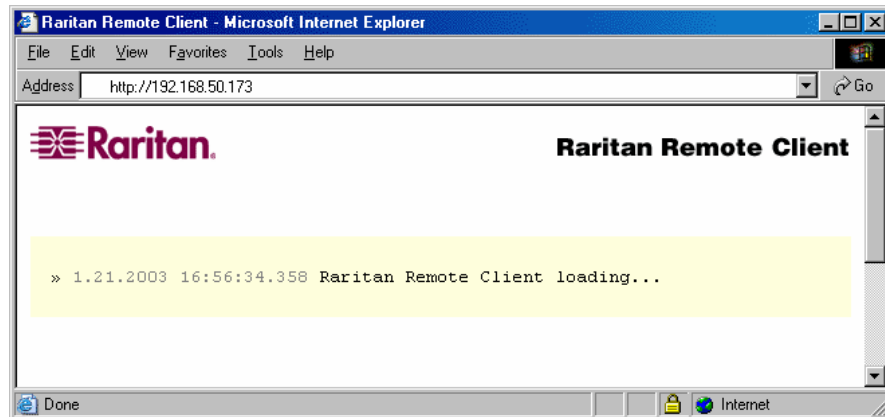 Raritan Remote Client - Microsoft Internet Explorer
File Edit View Favorites Tools Help
Address http://192.168.50.173 Go
Raritan. Raritan Remote Client
» 1.21.2003 16:56:34.358 Raritan Remote Client loading...
Done Internet